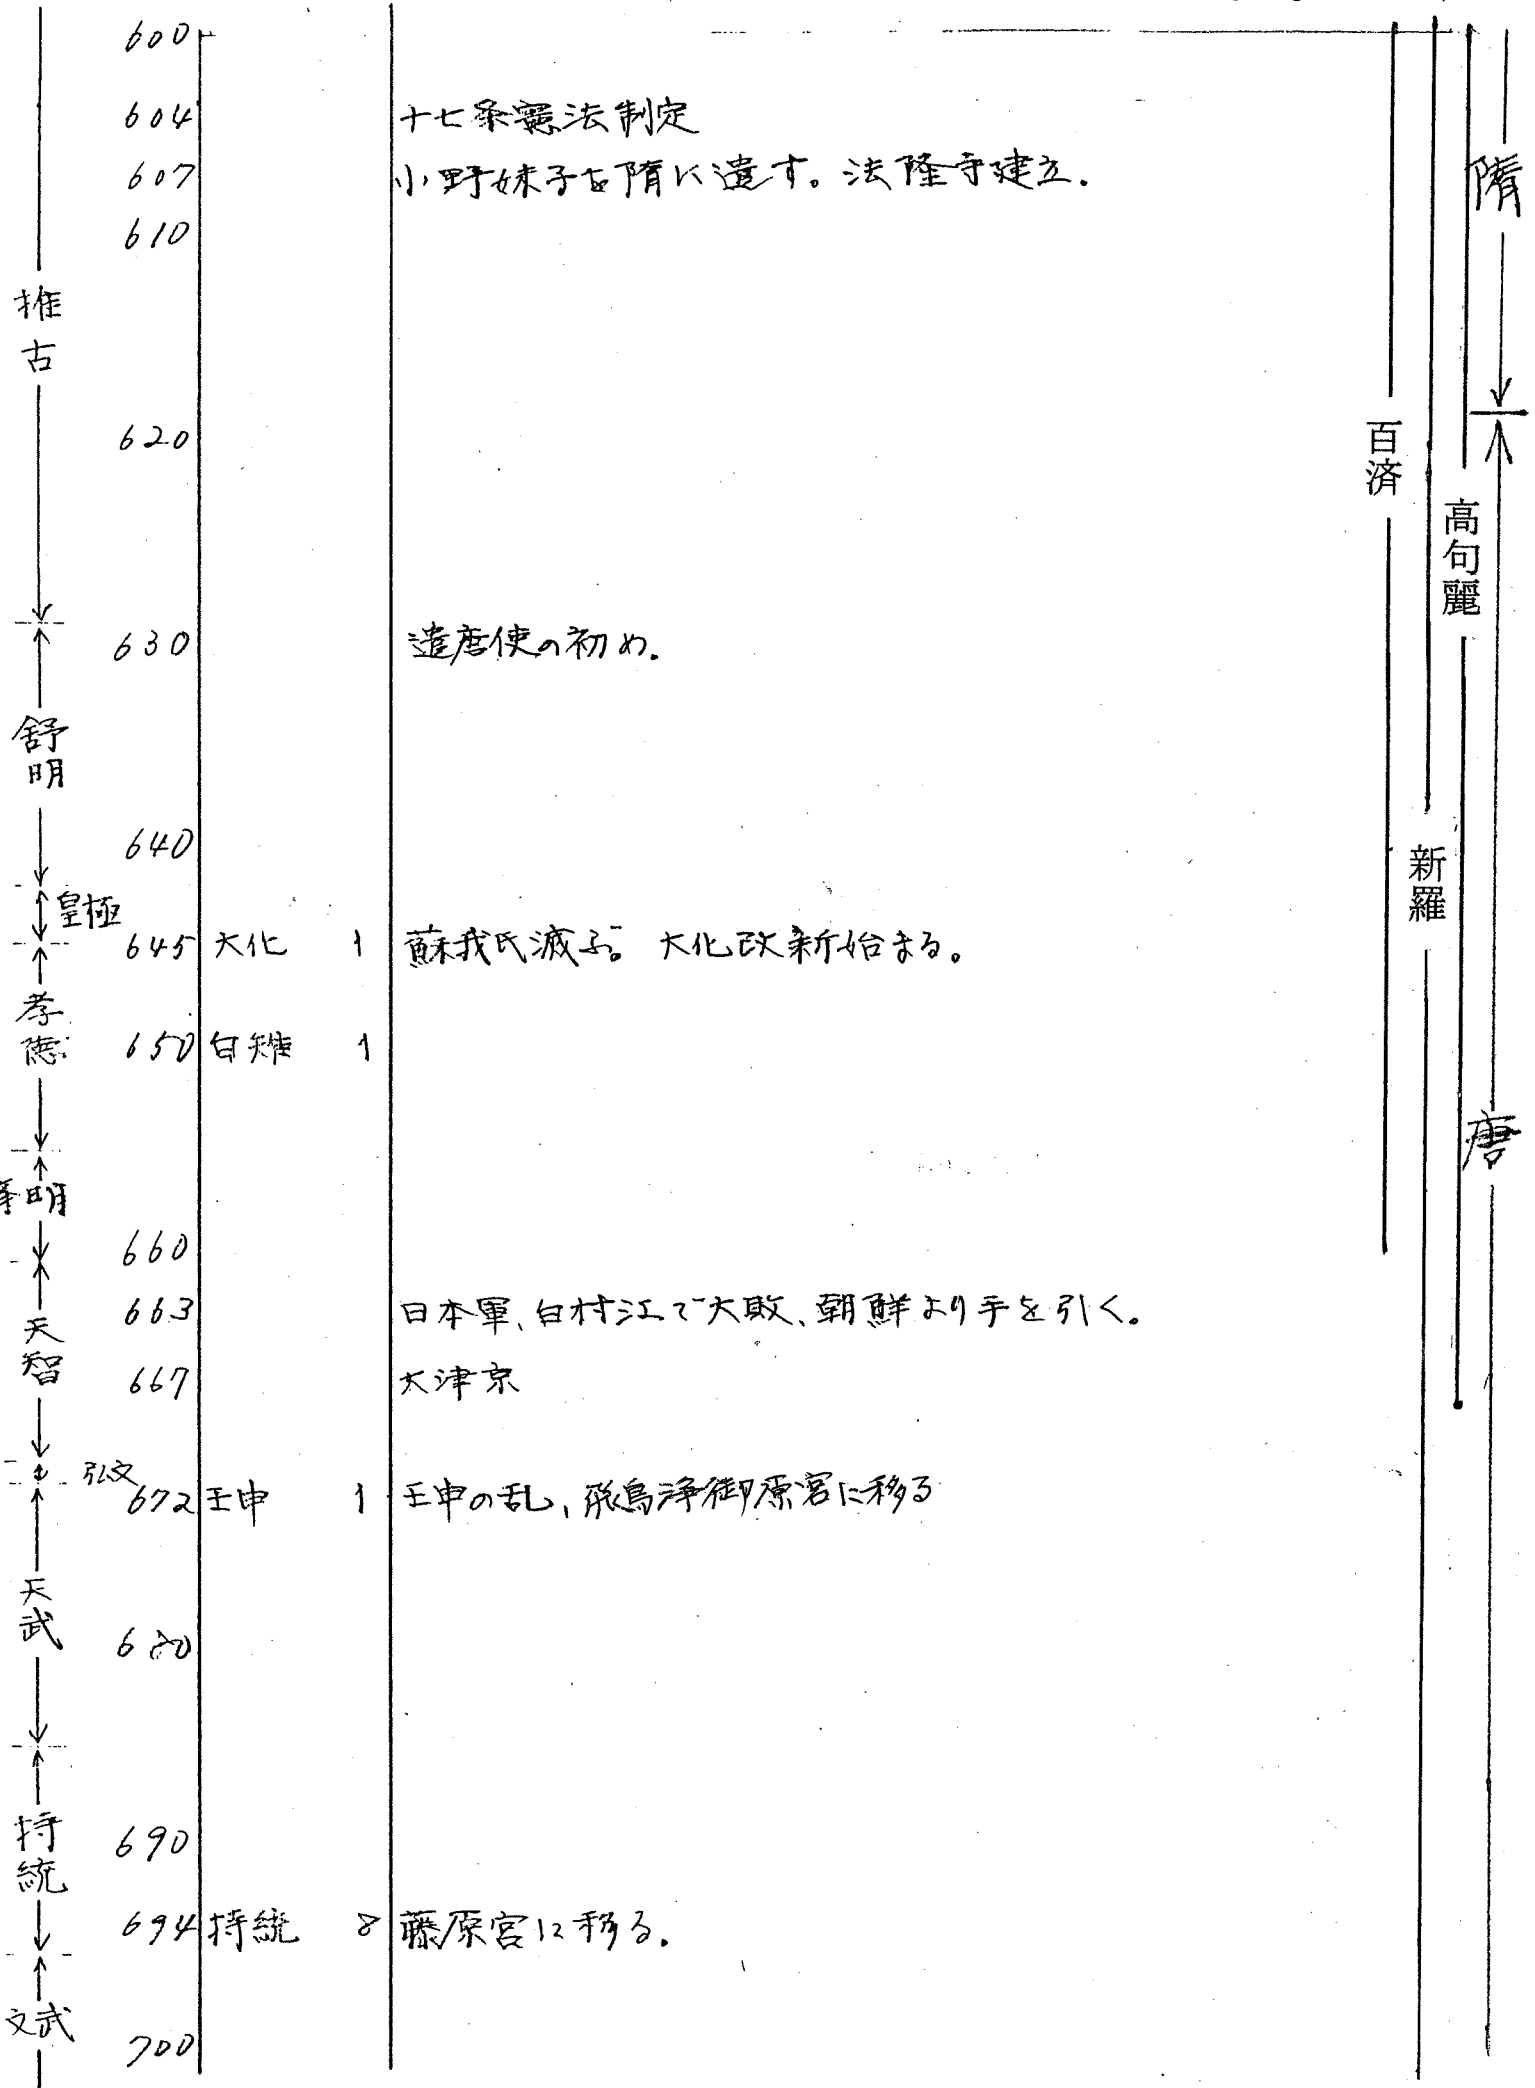 600
604 十七条憲法制定
607 小野妹子を隋に遣す。法隆寺建立.
610
推古
620
630 遣唐使の初め.
舒明
640
皇極
645 大化 1 蘇我氏滅ぶ。大化改新始まる。
孝徳
650 白雉 1
斉明
660
663 日本軍、白村江で大敗、朝鮮より手を引く。
天智
667 大津京
弘文
672 壬申 1 壬申の乱、飛鳥浄御原宮に移る
天武
680
持統
690
694 持統 8 藤原宮に移る.
文武
700
百済
新羅
高句麗
隋
唐